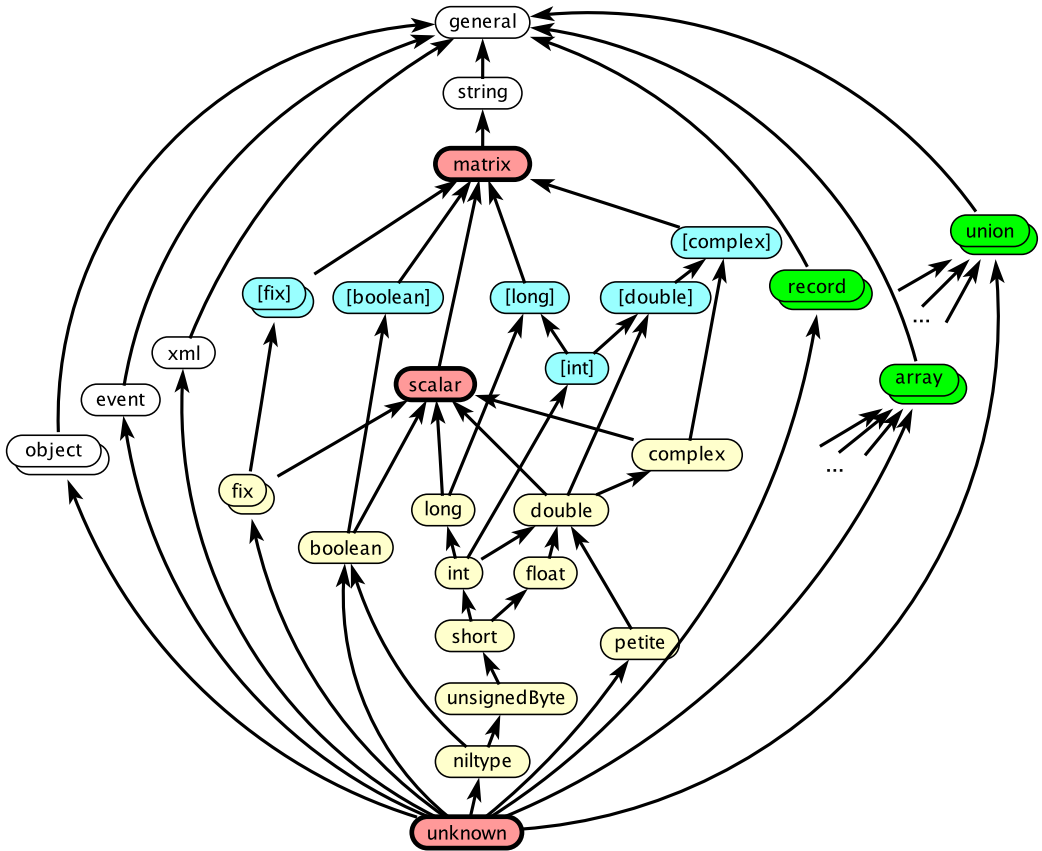 general
string
matrix
union
[complex]
record
[fix]
[boolean]
[long]
[double]
...
xml
[int]
array
scalar
event
object
complex
...
fix
long
double
boolean
int
float
short
petite
unsignedByte
niltype
unknown